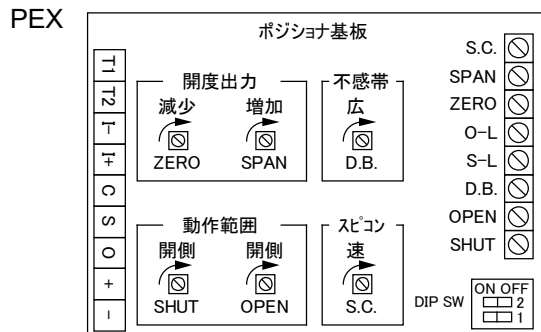 PEX
ポジショナ基板
T1
T2
I-
I+
C
S
O
+
-
開度出力
減少 増加
ZERO SPAN
不感帯
広
D.B.
動作範囲
開側 開側
SHUT OPEN
スピコン
速
S.C.
S.C.
SPAN
ZERO
O-L
S-L
D.B.
OPEN
SHUT
DIP SW
ON OFF
2
1